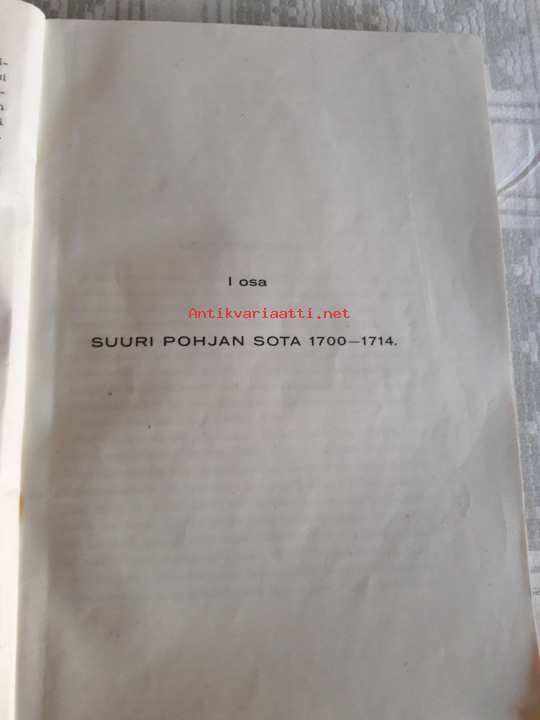 I osa
Antikvariaatti.net
SUURI POHJAN SOTA 1700—1714.